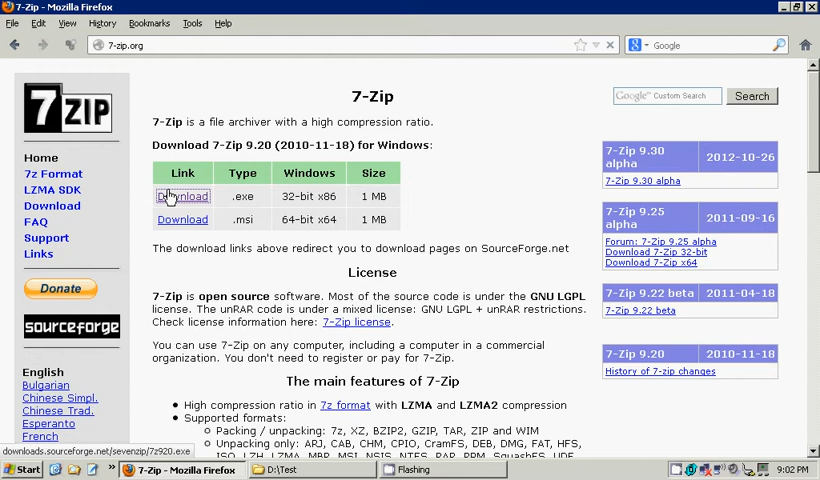 7-Zip - Mozilla Firefox
File Edit View History Bookmarks Tools Help
7-zip.org
Google
7ZIP
Home
7z Format
LZMA SDK
Download
FAQ
Support
Links
Donate
sourceforge
English
Bulgarian
Chinese Simpl.
Chinese Trad.
Esperanto
French
7-Zip
7-Zip is a file archiver with a high compression ratio.
Download 7-Zip 9.20 (2010-11-18) for Windows:
Link Type Windows Size
Download .exe 32-bit x86 1 MB
Download .msi 64-bit x64 1 MB
The download links above redirect you to download pages on SourceForge.net
License
7-Zip is open source software. Most of the source code is under the GNU LGPL
license. The unRAR code is under a mixed license: GNU LGPL + unRAR restrictions.
Check license information here: 7-Zip license.
You can use 7-Zip on any computer, including a computer in a commercial
organization. You don't need to register or pay for 7-Zip.
The main features of 7-Zip
High compression ratio in 7z format with LZMA and LZMA2 compression
Supported formats:
Packing / unpacking: 7z, XZ, BZIP2, GZIP, TAR, ZIP and WIM
Unpacking only: ARJ, CAB, CHM, CPIO, CramFS, DEB, DMG, FAT, HFS,
ISO, LZH, LZMA, MBR, MSI, NSIS, NTFS, RAR, RPM, SquashFS, UDF,
Google Custom Search Search
7-Zip 9.30 alpha 2012-10-26
7-Zip 9.30 alpha
7-Zip 9.25 alpha 2011-09-16
Forum: 7-Zip 9.25 alpha
Download 7-Zip 32-bit
Download 7-Zip x64
7-Zip 9.22 beta 2011-04-18
7-Zip 9.22 beta
7-Zip 9.20 2010-11-18
History of 7-zip changes
downloads.sourceforge.net/sevenzip/7z920.exe
Start 7-Zip - Mozilla Firefox D:\Test Flashing 9:02 PM